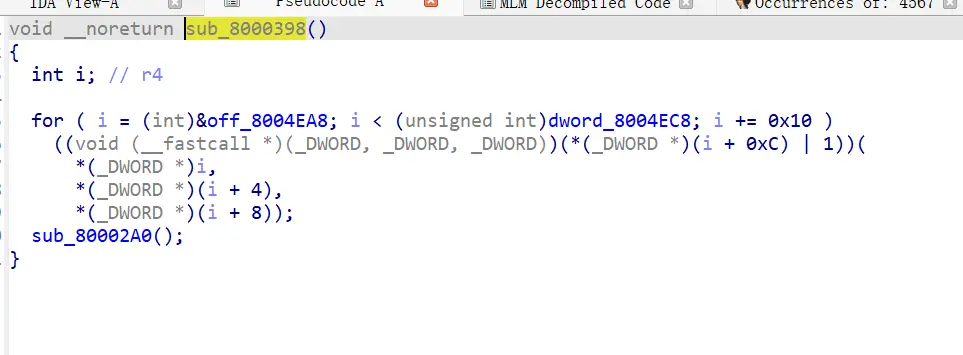 IDA View-A Pseudocode A MLM Decompiled Code Occurrences of: 4567
void __noreturn sub_8000398()
{
  int i; // r4
  for ( i = (int)&off_8004EA8; i < (unsigned int)dword_8004EC8; i += 0x10 )
    ((void (__fastcall *)(_DWORD, _DWORD, _DWORD))(*(_DWORD *)(i + 0xC) | 1))(
      *(_DWORD *)i,
      *(_DWORD *)(i + 4),
      *(_DWORD *)(i + 8));
  sub_80002A0();
}